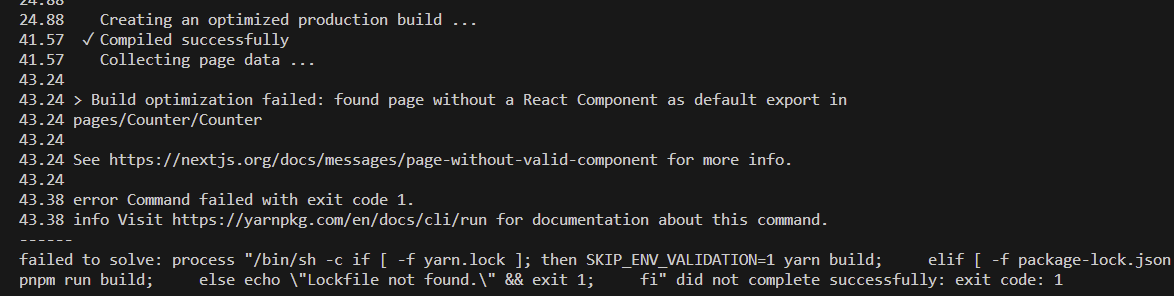 24.88
24.88 Creating an optimized production build ...
41.57 ✓ Compiled successfully
41.57 Collecting page data ...
43.24
43.24 > Build optimization failed: found page without a React Component as default export in
43.24 pages/Counter/Counter
43.24
43.24 See https://nextjs.org/docs/messages/page-without-valid-component for more info.
43.24
43.38 error Command failed with exit code 1.
43.38 info Visit https://yarnpkg.com/en/docs/cli/run for documentation about this command.
------
failed to solve: process "/bin/sh -c if [ -f yarn.lock ]; then SKIP_ENV_VALIDATION=1 yarn build; elif [ -f package-lock.json
pnpm run build; else echo \"Lockfile not found.\" && exit 1; fi" did not complete successfully: exit code: 1